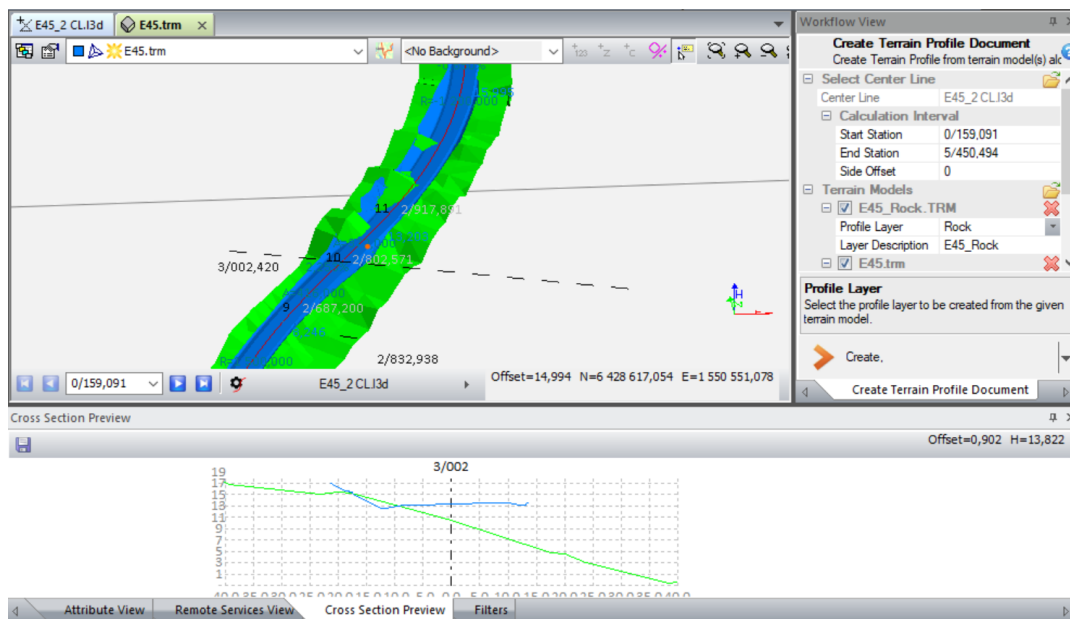 E45_2 CL.l3d
E45.trm
Workflow View
E45.trm
<No Background>
Create Terrain Profile Document
Create Terrain Profile from terrain model(s) alc
Select Center Line
Center Line E45_2 CL.l3d
Calculation Interval
Start Station 0/159,091
End Station 5/450,494
Side Offset 0
Terrain Models
E45_Rock.TRM
Profile Layer Rock
Layer Description E45_Rock
E45.trm
Profile Layer
Select the profile layer to be created from the given
terrain model.
Create,
Create Terrain Profile Document
11 2/917,891
10 2/802,571
3/002,420
9 2/687,200
2/832,938
H
0/159,091
E45_2 CL.l3d
Offset=14,994 N=6 428 617,054 E=1 550 551,078
Cross Section Preview
Offset=0,902 H=13,822
3/002
19
17
15
13
11
9
7
5
3
1
Attribute View
Remote Services View
Cross Section Preview
Filters